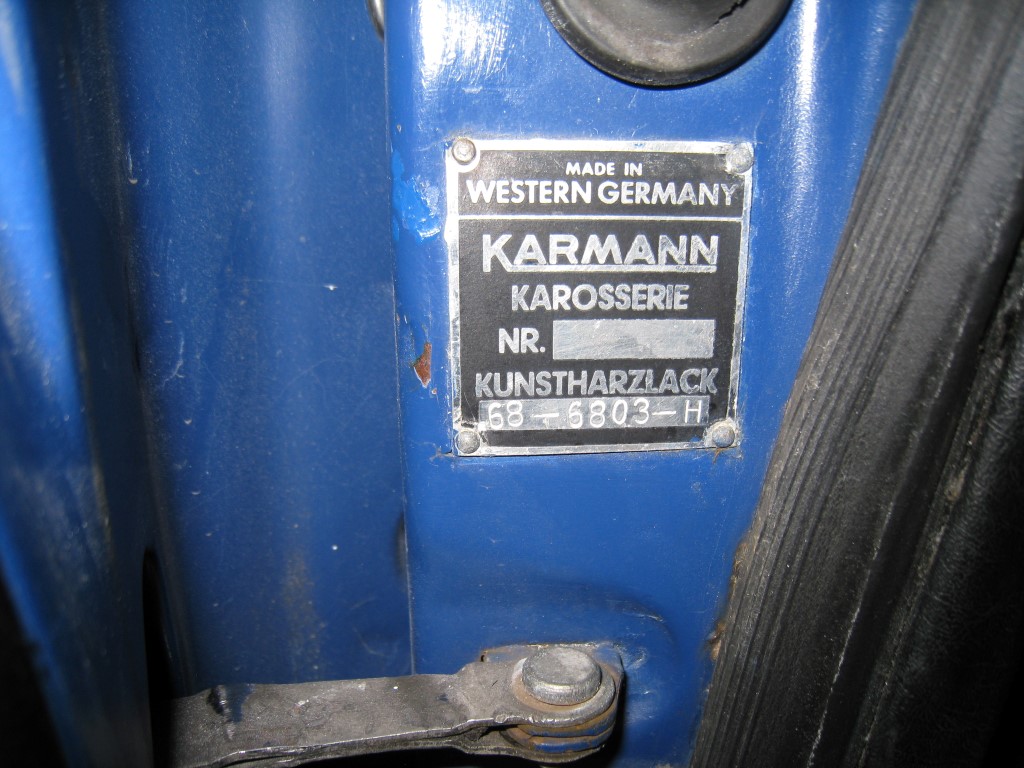 MADE IN
WESTERN GERMANY
KARMANN
KAROSSERIE
NR.
KUNSTHARZLACK
68-6803-H